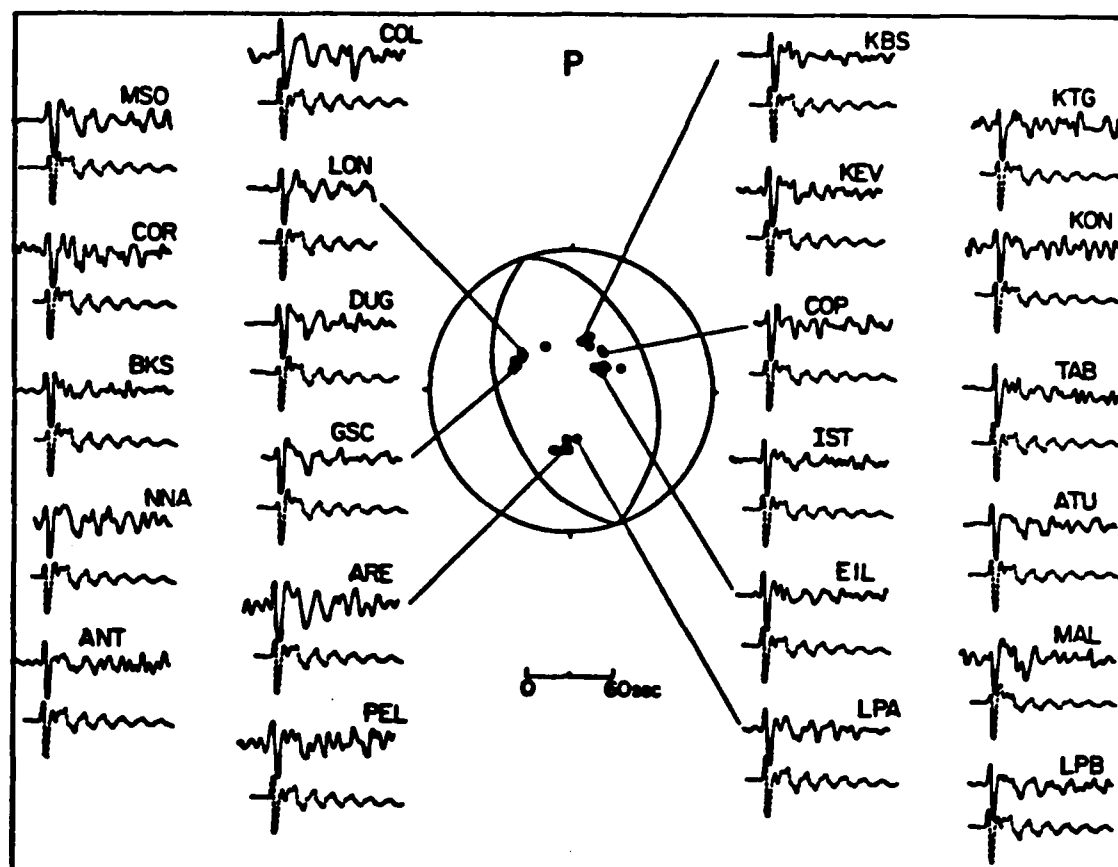 COL
P
KBS
MSO
KTG
LON
KEV
COR
KON
DUG
COP
BKS
TAB
GSC
IST
NNA
ATU
ARE
EIL
ANT
MAL
0 60sec
PEL
LPA
LPB